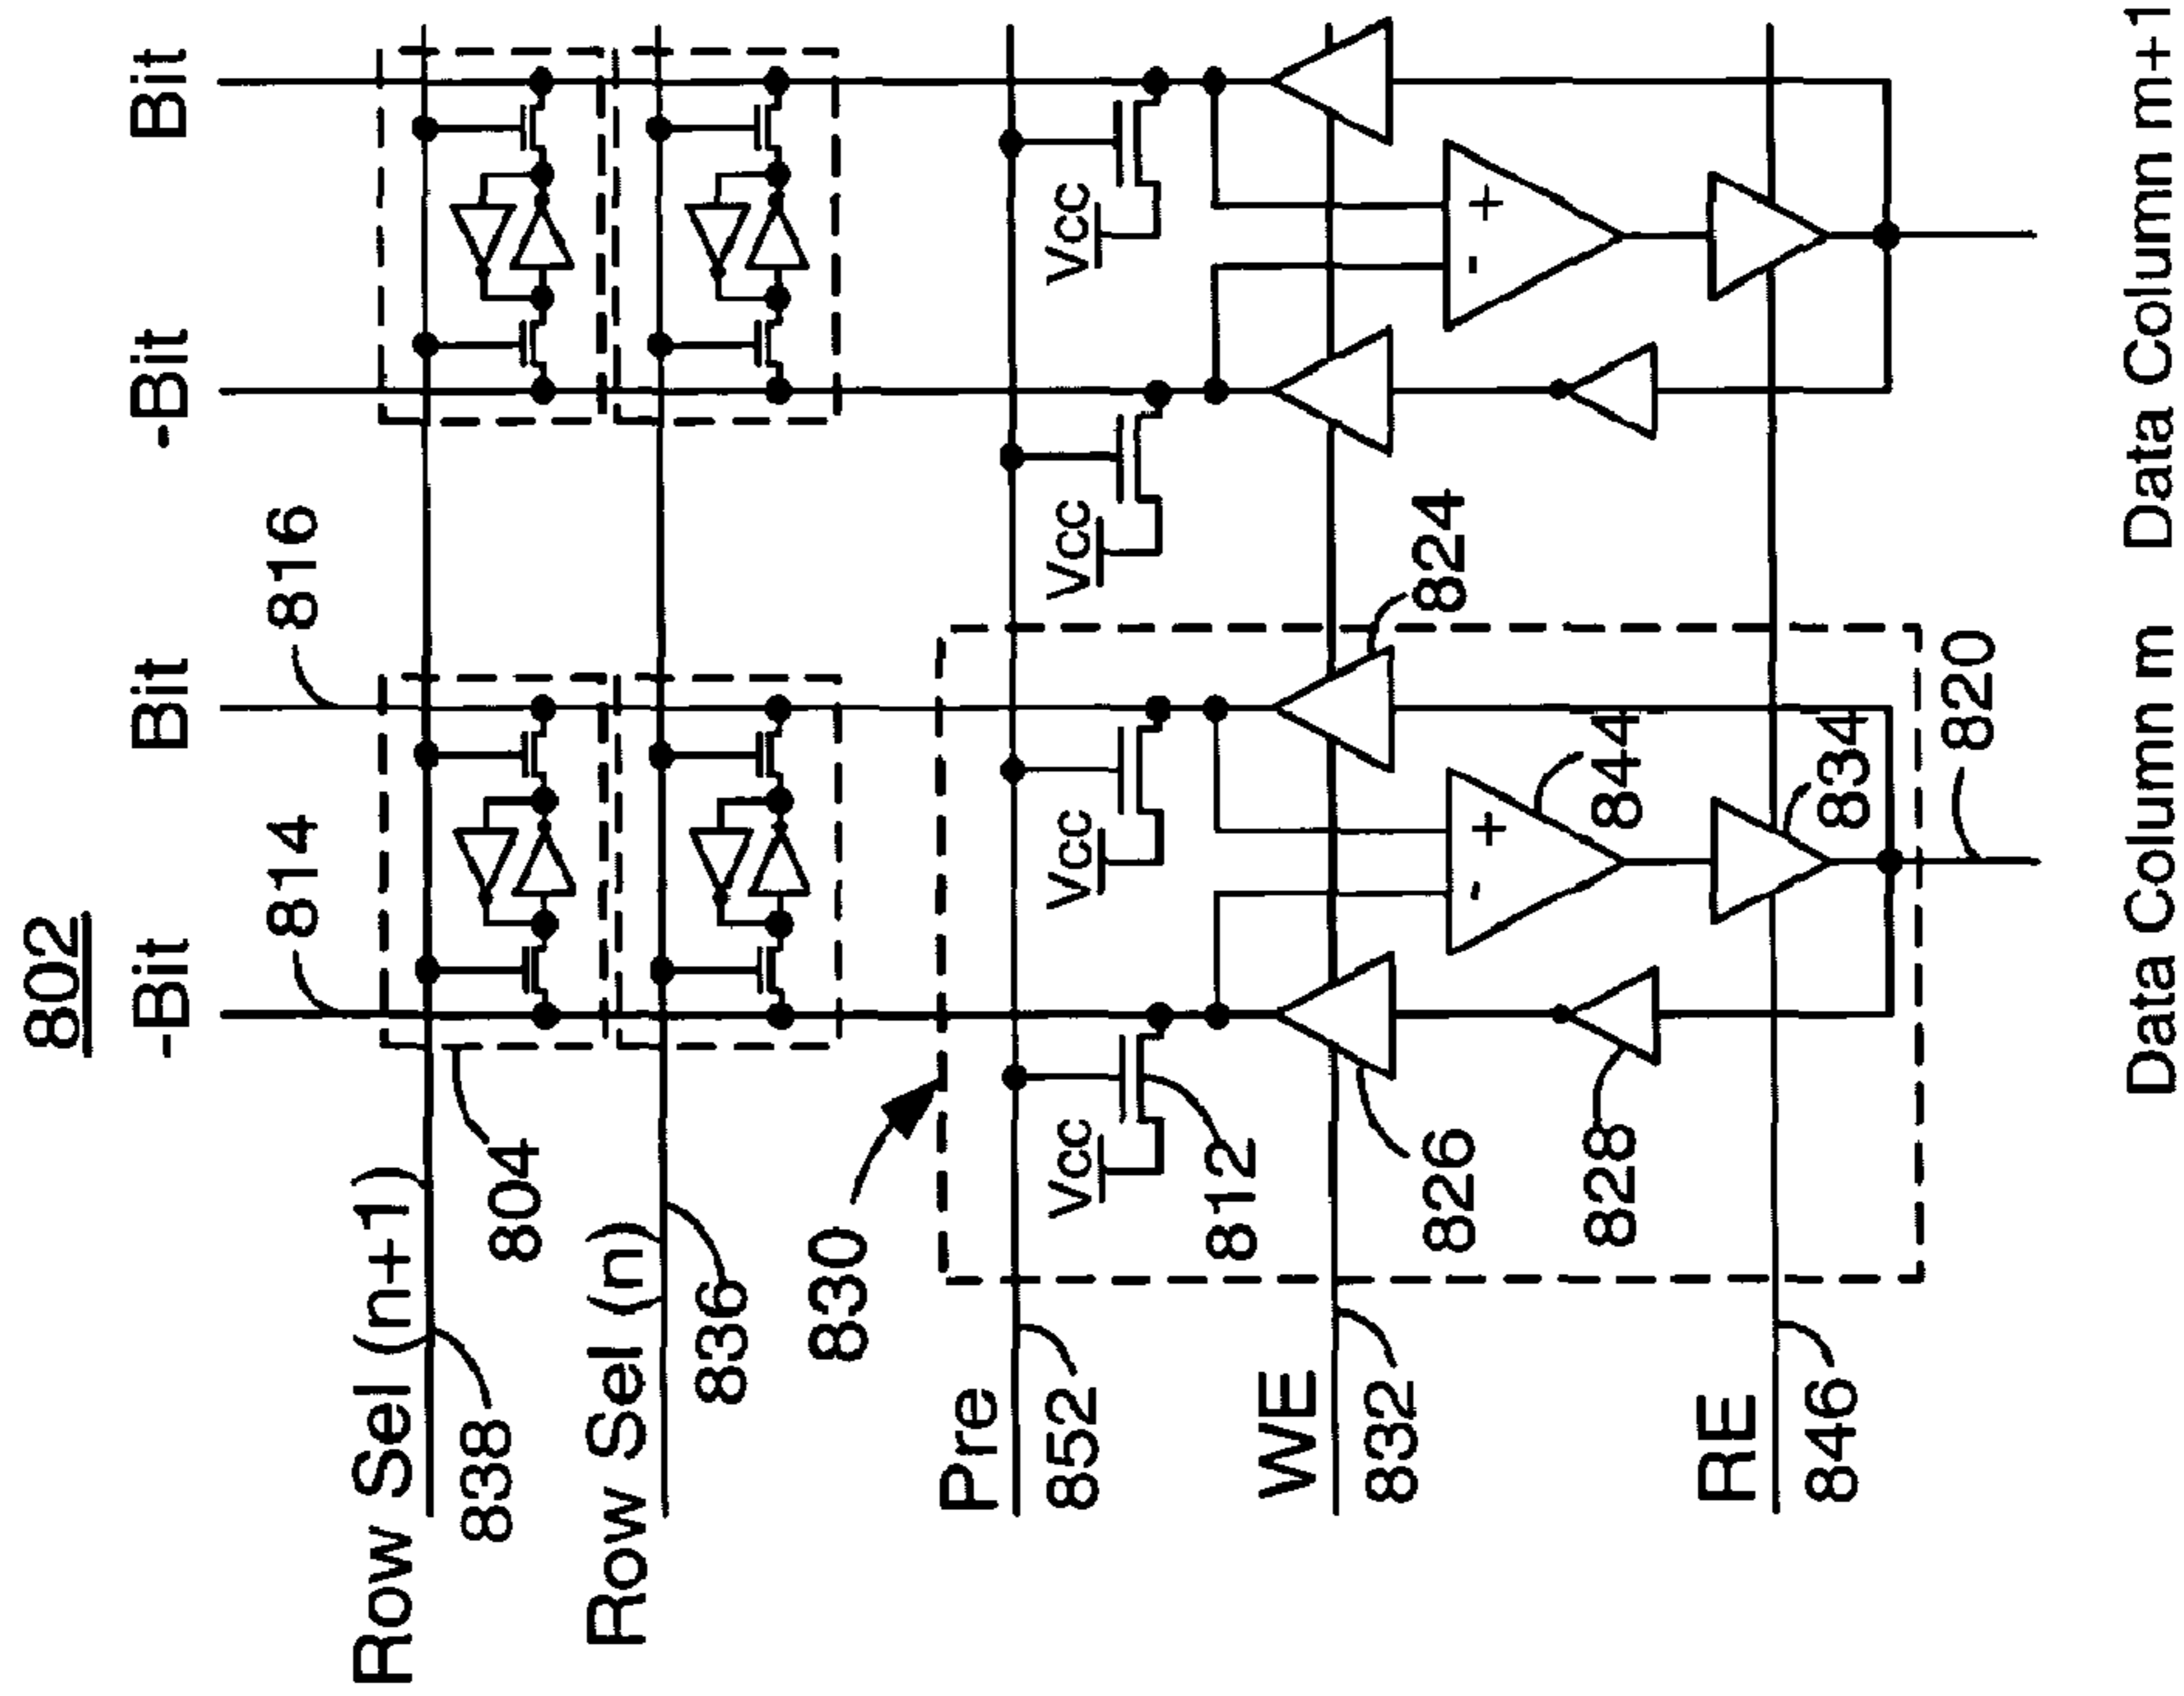 802
-Bit
Bit
-Bit
Bit
814
816
Row Sel (n+1)
838
804
Row Sel (n)
836
830
Pre
852
Vcc
Vcc
Vcc
Vcc
812
WE
832
826
824
+
-
+
-
844
828
RE
846
834
820
Data Column m
Data Column m+1